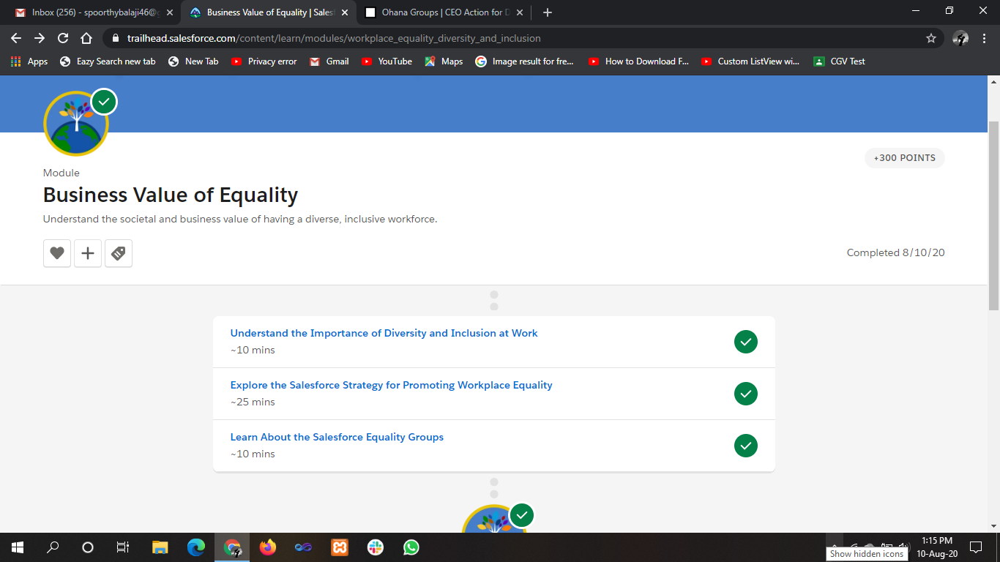 Inbox (256) - spoorthybalaji46@g
Business Value of Equality | Sales
Ohana Groups | CEO Action for D
trailhead.salesforce.com/content/learn/modules/workplace_equality_diversity_and_inclusion
Apps
Eazy Search new tab
New Tab
Privacy error
Gmail
YouTube
Maps
Image result for fre...
How to Download F...
Custom ListView wi...
CGV Test
+300 POINTS
Module
Business Value of Equality
Understand the societal and business value of having a diverse, inclusive workforce.
Completed 8/10/20
Understand the Importance of Diversity and Inclusion at Work
~10 mins
Explore the Salesforce Strategy for Promoting Workplace Equality
~25 mins
Learn About the Salesforce Equality Groups
~10 mins
Show hidden icons
1:15 PM
10-Aug-20